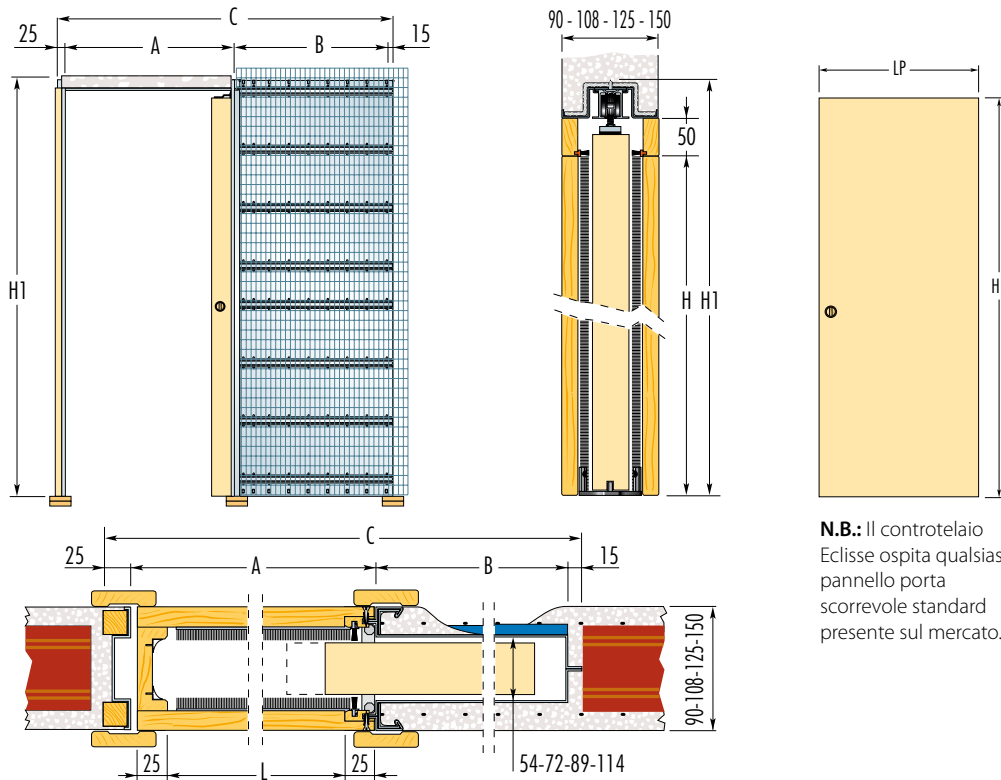 C
25
A
B
15
H1
90 - 108 - 125 - 150
50
H
H1
LP
H
N.B.: Il controtelaio
Eclisse ospita qualsias
pannello porta
scorrevole standard
presente sul mercato.
C
25
A
B
15
90-108-125-150
25
L
25
54-72-89-114